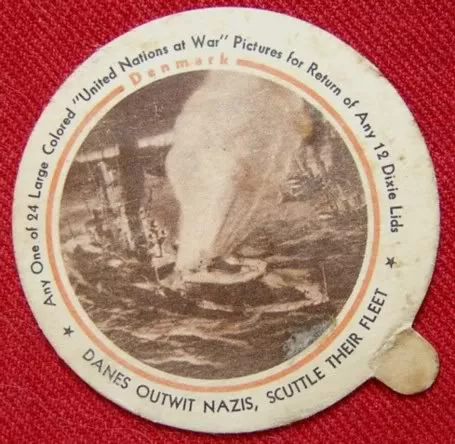 Any One of 24 Large Colored "United Nations at War" Pictures for Return of Any 12 Dixie Lids
Denmark
★ DANES OUTWIT NAZIS, SCUTTLE THEIR FLEET ★